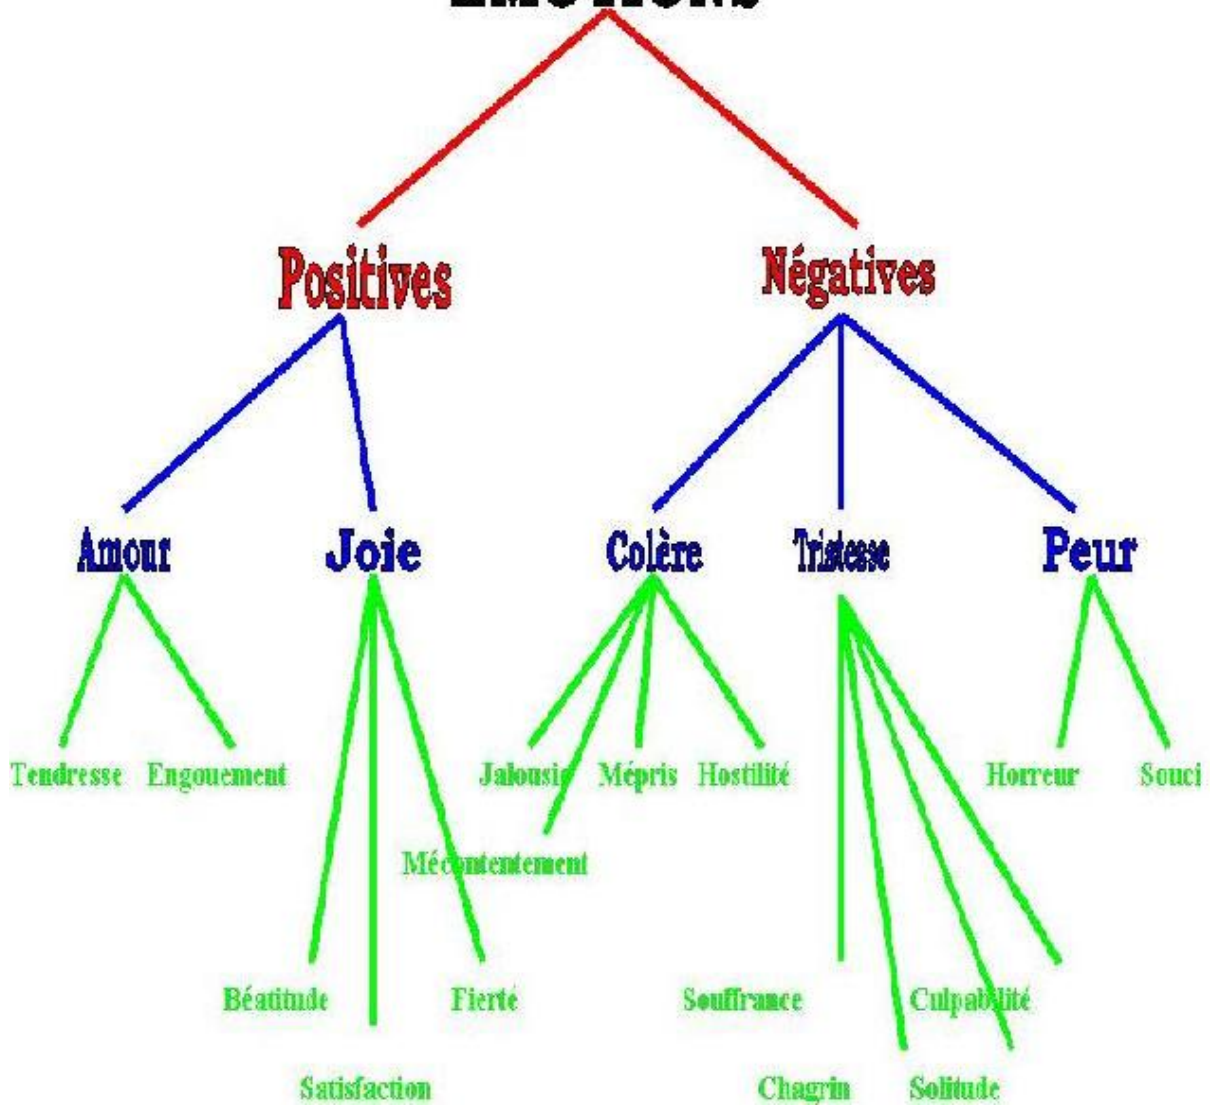 EMOTIONS
Positives Négatives
Amour Joie Colère Tristesse Peur
Tendresse Engouement Jalousie Mépris Hostilité Horreur Souci
Mécontentement
Béatitude Fierté Souffrance Culpabilité
Satisfaction Chagrin Solitude